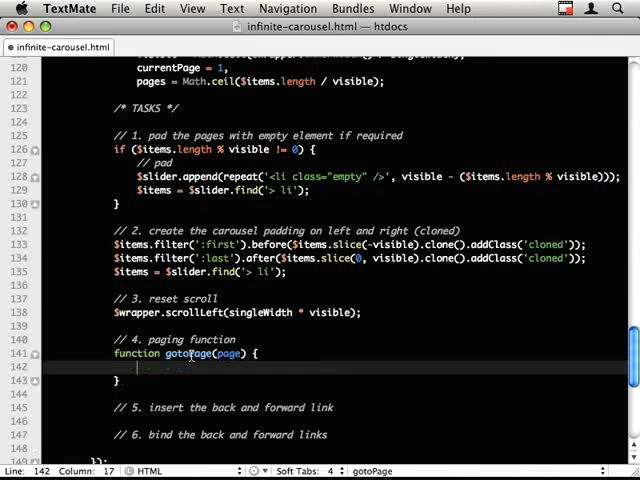 TextMate File Edit View Text Navigation Bundles Window
infinite-carousel.html — htdocs
infinite-carousel.html
120 currentPage = 1,
121 pages = Math.ceil($items.length / visible);
122
123 /* TASKS */
124
125 // 1. pad the pages with empty element if required
126 if ($items.length % visible != 0) {
127 // pad
128 $slider.append(repeat('<li class="empty" />', visible - ($items.length % visible)));
129 $items = $slider.find('> li');
130 }
131
132 // 2. create the carousel padding on left and right (cloned)
133 $items.filter(':first').before($items.slice(-visible).clone().addClass('cloned'));
134 $items.filter(':last').after($items.slice(0, visible).clone().addClass('cloned'));
135 $items = $slider.find('> li');
136
137 // 3. reset scroll
138 $wrapper.scrollLeft(singleWidth * visible);
139
140 // 4. paging function
141 function gotoPage(page) {
142
143 }
144
145 // 5. insert the back and forward link
146
147 // 6. bind the back and forward links
148
149 });
Line: 142 Column: 17 HTML Soft Tabs: 4 gotoPage